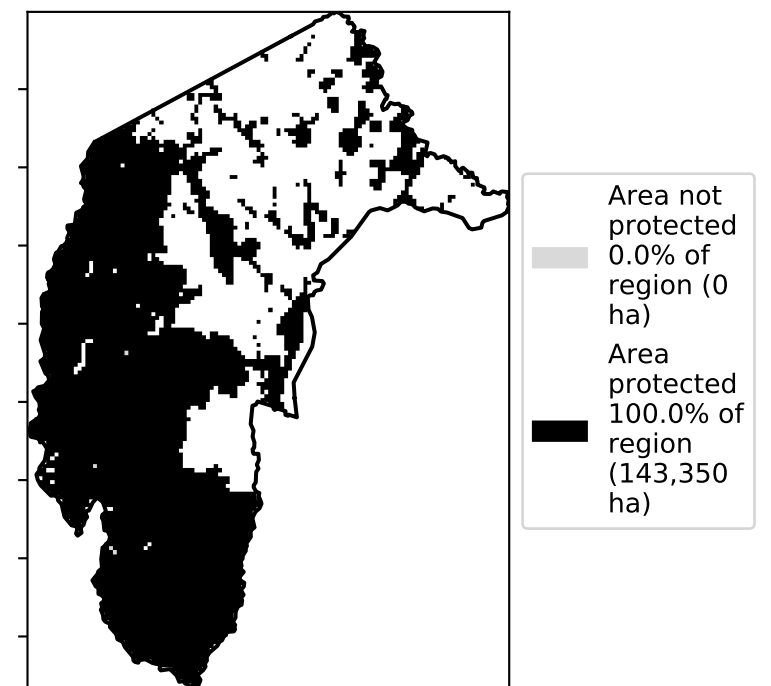 Area not
protected
0.0% of
region (0
ha)
Area
protected
100.0% of
region
(143,350
ha)